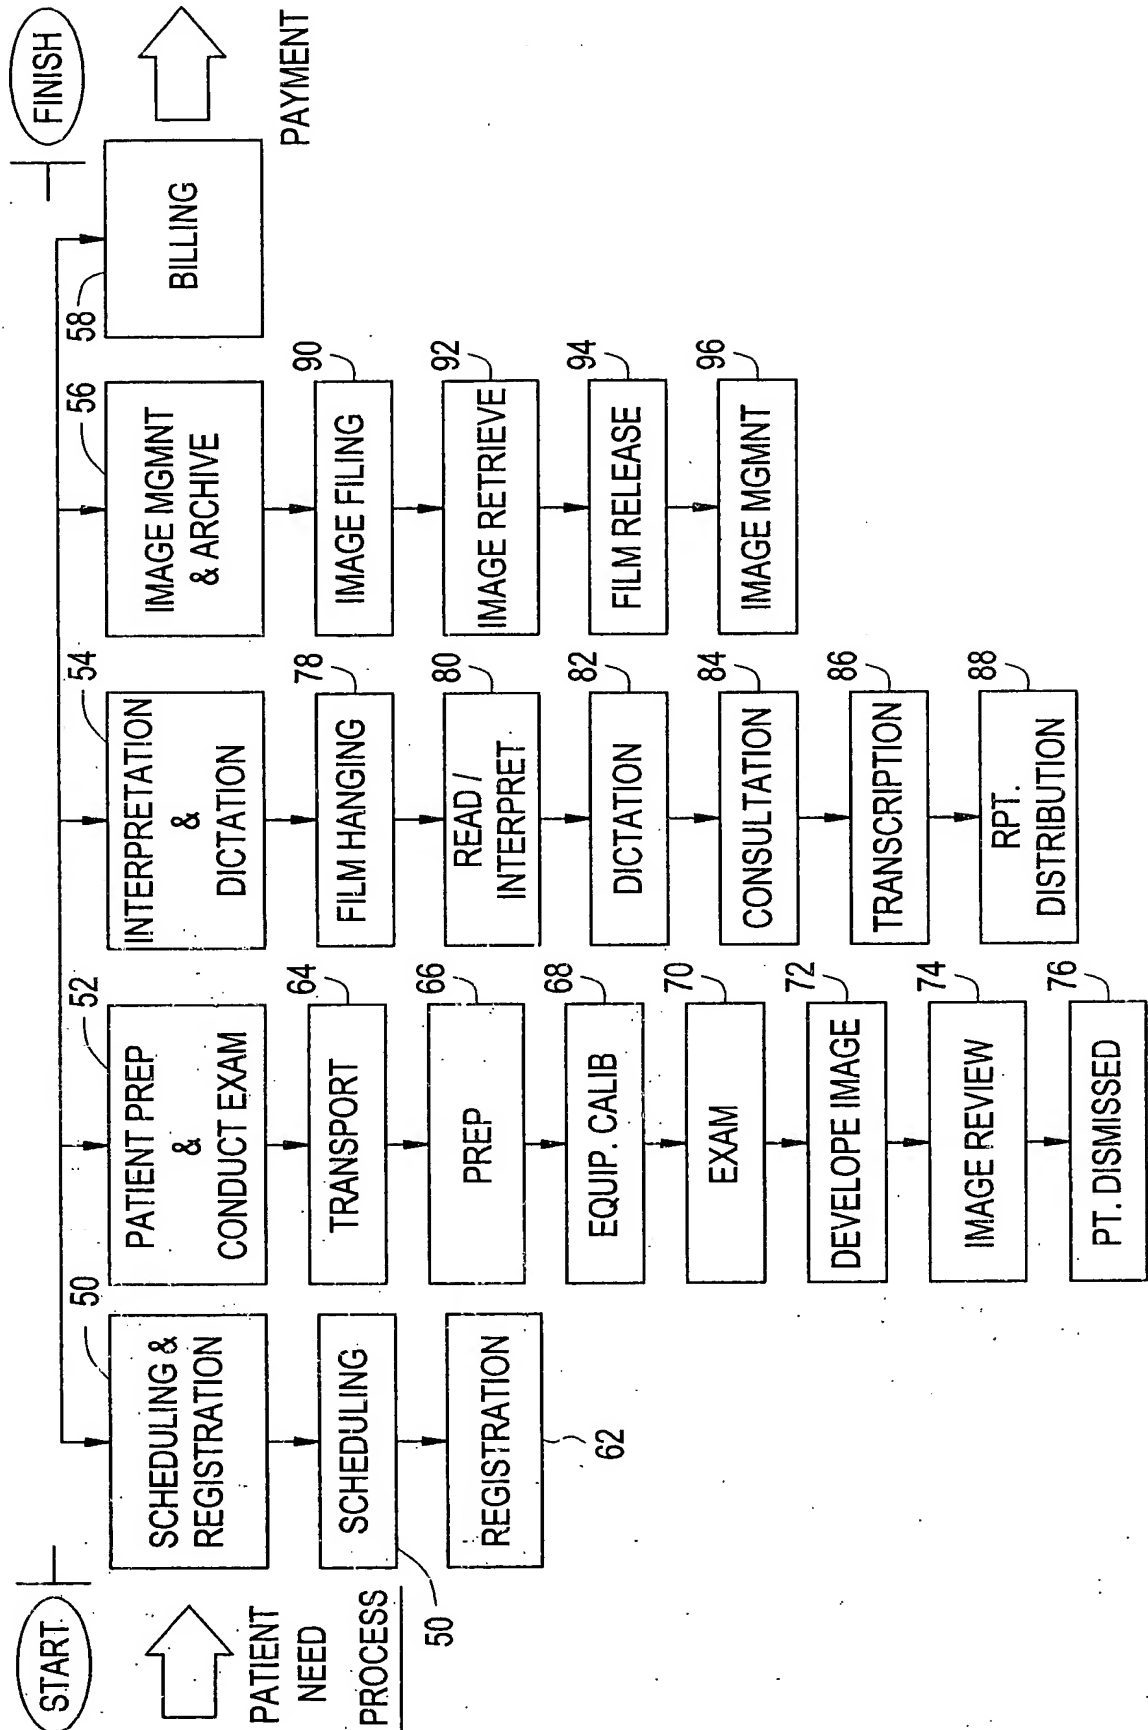 START
PATIENT
NEED
PROCESS
50
SCHEDULING &
REGISTRATION
SCHEDULING
50
REGISTRATION
62
52
PATIENT PREP
&
CONDUCT EXAM
64
TRANSPORT
66
PREP
68
EQUIP. CALIB
70
EXAM
72
DEVELOPE IMAGE
74
IMAGE REVIEW
76
PT. DISMISSED
54
INTERPRETATION
&
DICTATION
78
FILM HANGING
80
READ /
INTERPRET
82
DICTATION
84
CONSULTATION
86
TRANSCRIPTION
88
RPT.
DISTRIBUTION
56
IMAGE MGMNT
& ARCHIVE
90
IMAGE FILING
92
IMAGE RETRIEVE
94
FILM RELEASE
96
IMAGE MGMNT
58
BILLING
FINISH
PAYMENT